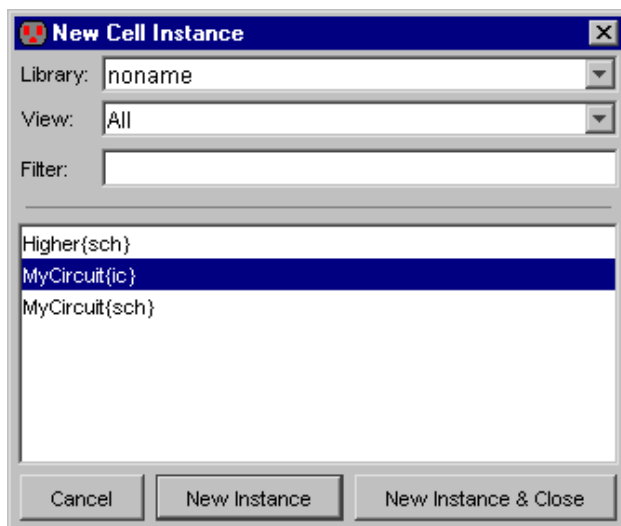 New Cell Instance
Library: noname
View: All
Filter:
Higher{sch}
MyCircuit{ic}
MyCircuit{sch}
Cancel New Instance New Instance & Close